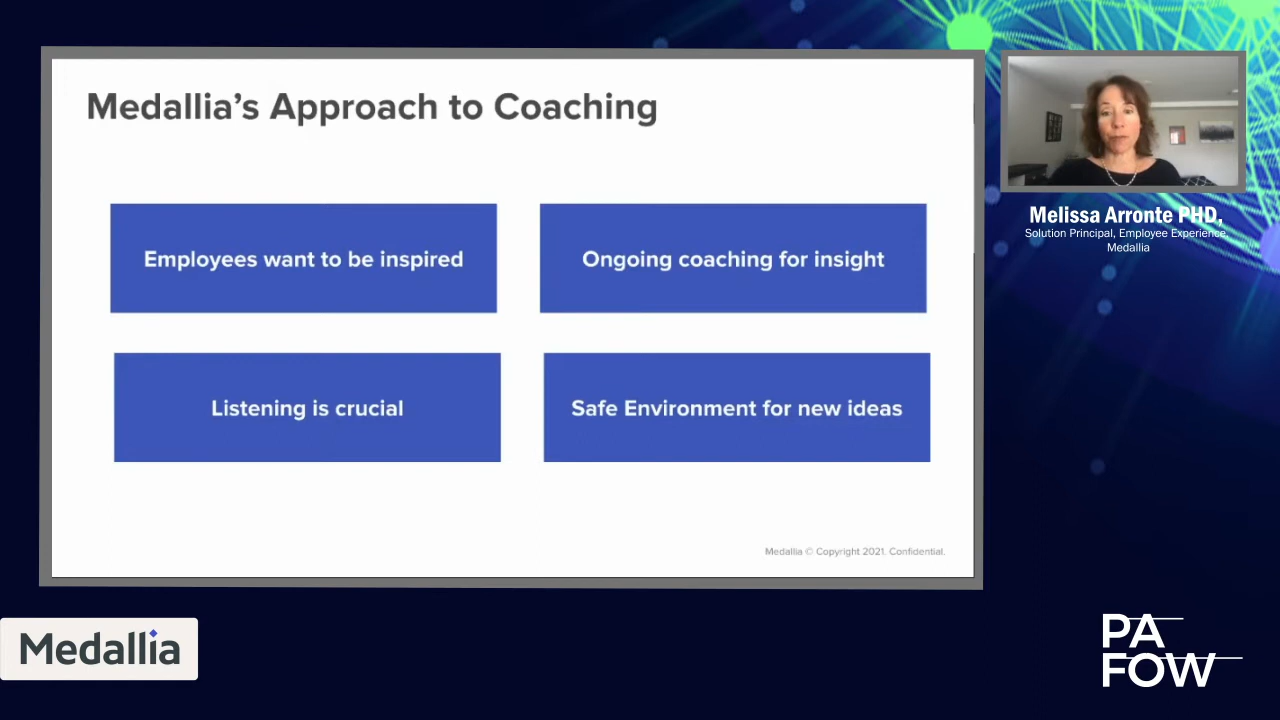 Medallia's Approach to Coaching
Employees want to be inspired
Ongoing coaching for insight
Listening is crucial
Safe Environment for new ideas
Medallia © Copyright 2021. Confidential.
Melissa Arronte PHD,
Solution Principal, Employee Experience,
Medallia
Medallia
PA
FOW